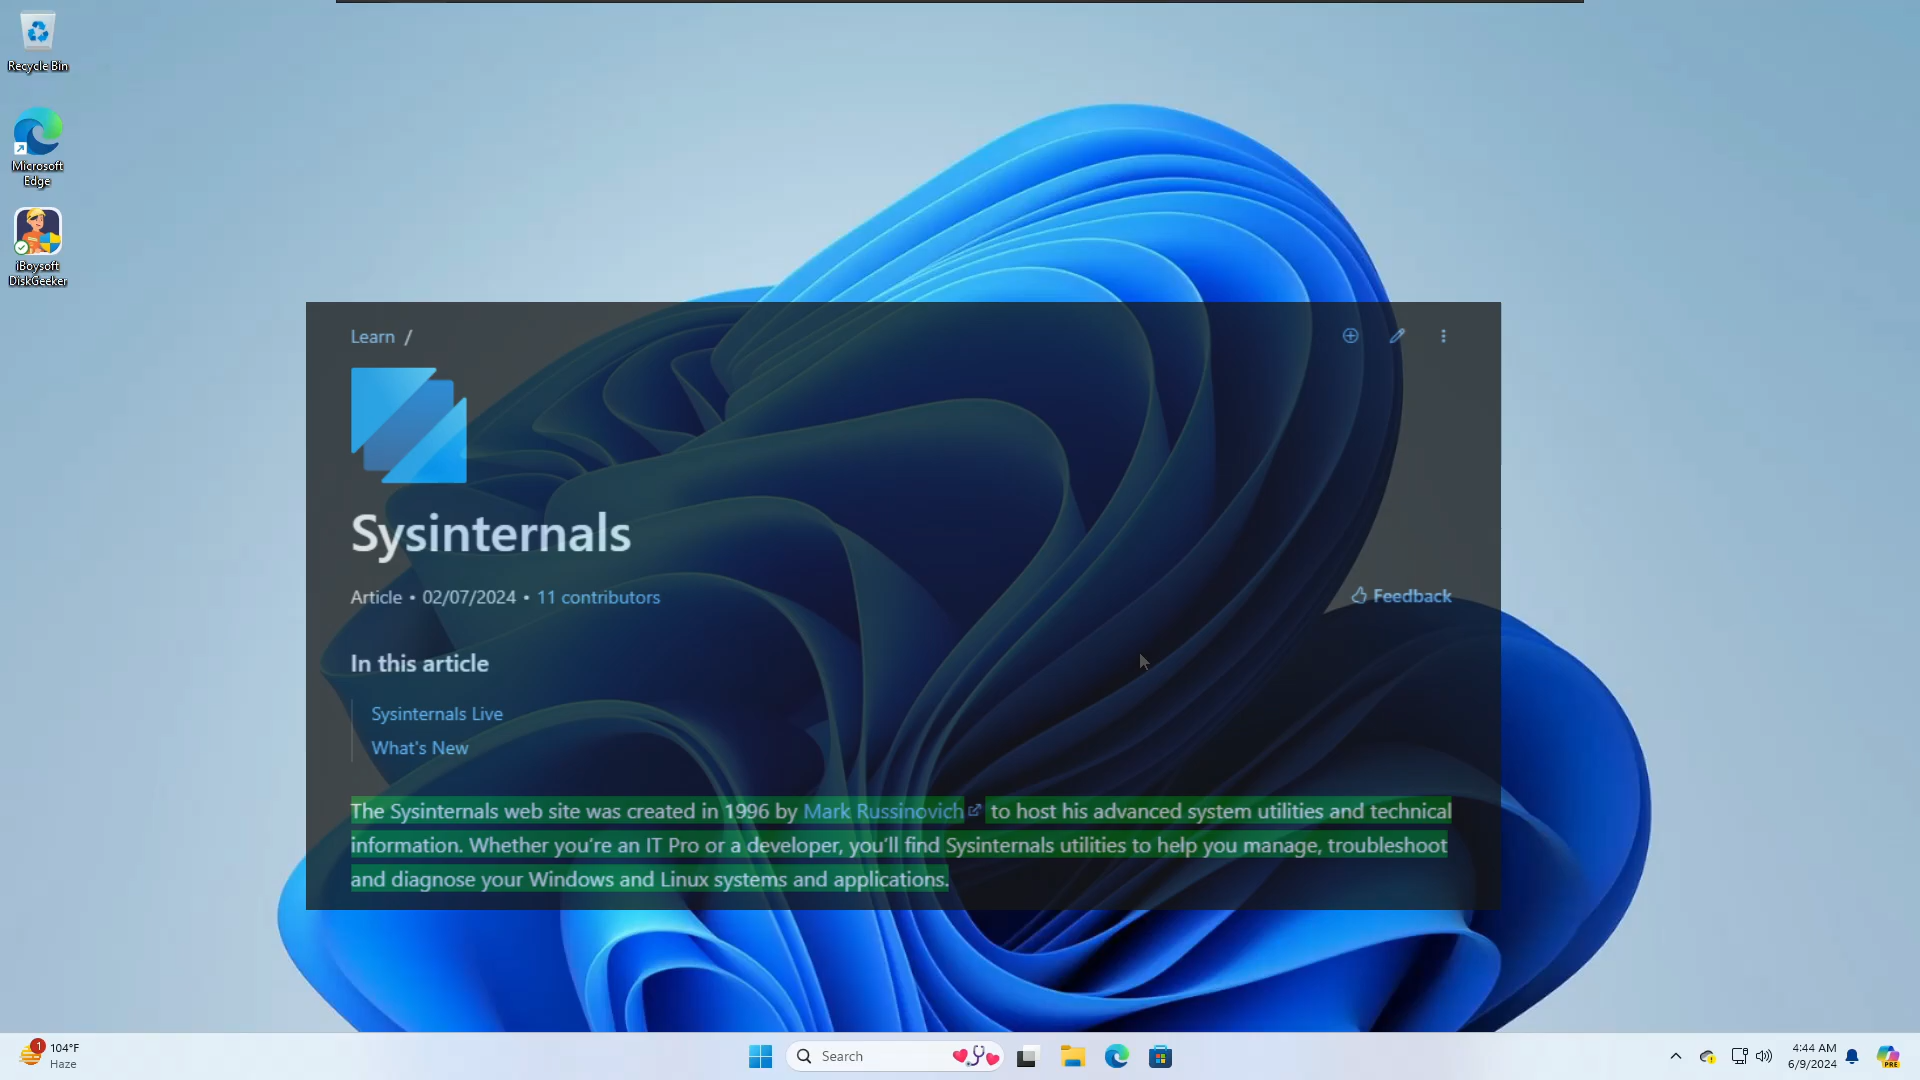 Recycle Bin
Microsoft
Edge
iBoysoft
DiskGeeker
Learn /
Sysinternals
Article • 02/07/2024 • 11 contributors
Feedback
In this article
Sysinternals Live
What's New
The Sysinternals web site was created in 1996 by Mark Russinovich to host his advanced system utilities and technical
information. Whether you’re an IT Pro or a developer, you’ll find Sysinternals utilities to help you manage, troubleshoot
and diagnose your Windows and Linux systems and applications.
1
104°F
Haze
Search
4:44 AM
6/9/2024
PRE